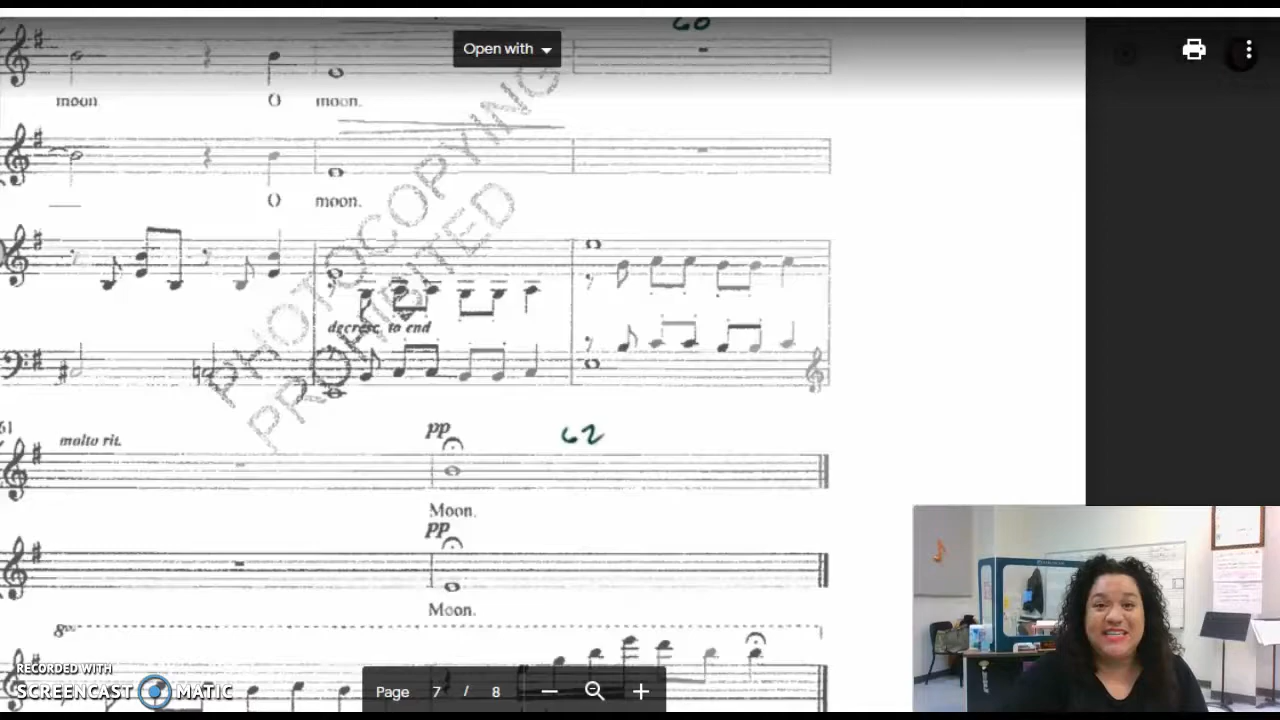 60
Open with
moon
O
moon.
O
moon.
PHOTOCOPYING
PROHIBITED
decresc. to end
61
molto rit.
pp
62
Moon.
pp
Moon.
8va
RECORDED WITH
SCREENCAST MATIC
Page 7 / 8